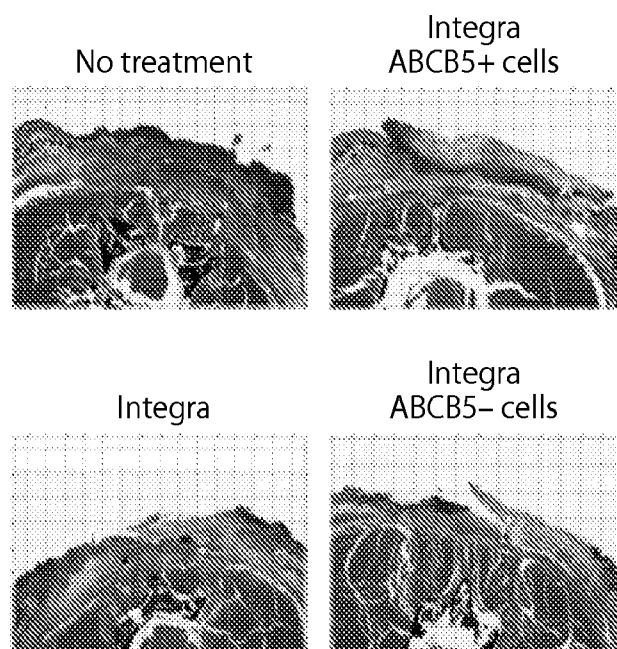 No treatment
Integra
ABCB5+ cells
Integra
Integra
ABCB5– cells